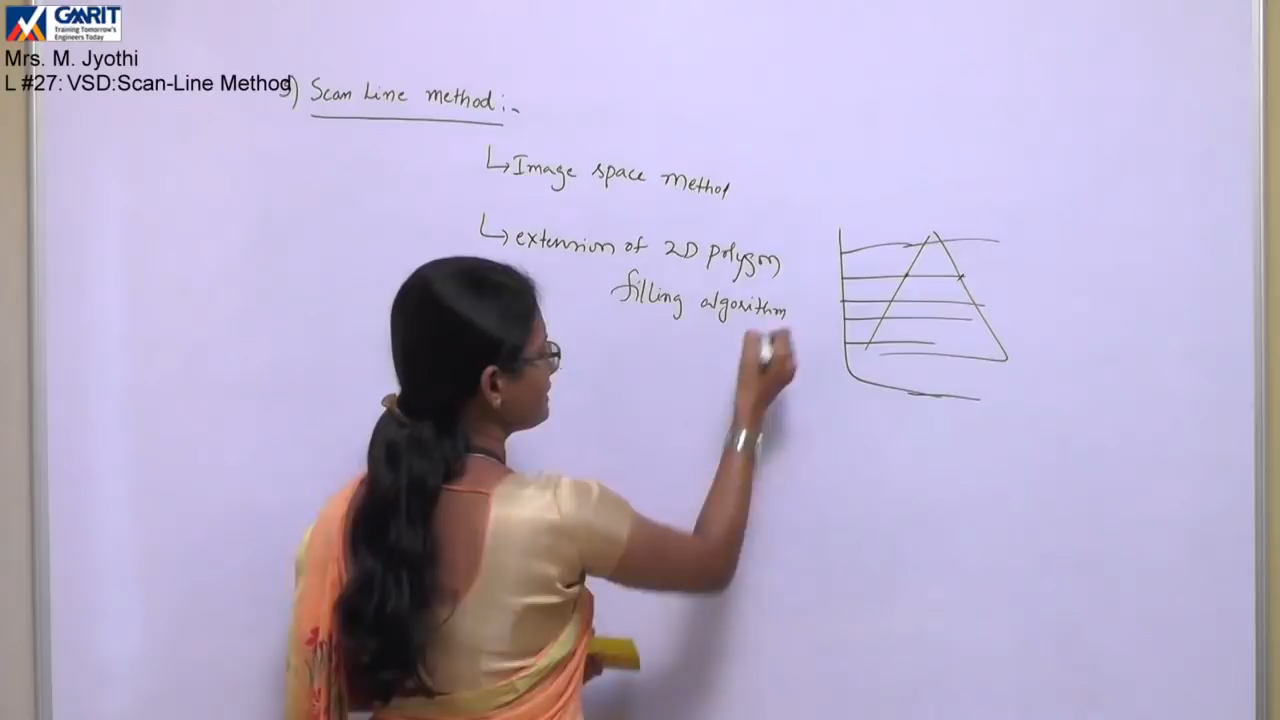 GMRIT
Training Tomorrow's
Engineers Today
Mrs. M. Jyothi
L #27: VSD:Scan-Line Method
3) Scan Line method:-
↳ Image space method
↳ extension of 2D polygon
filling algorithm